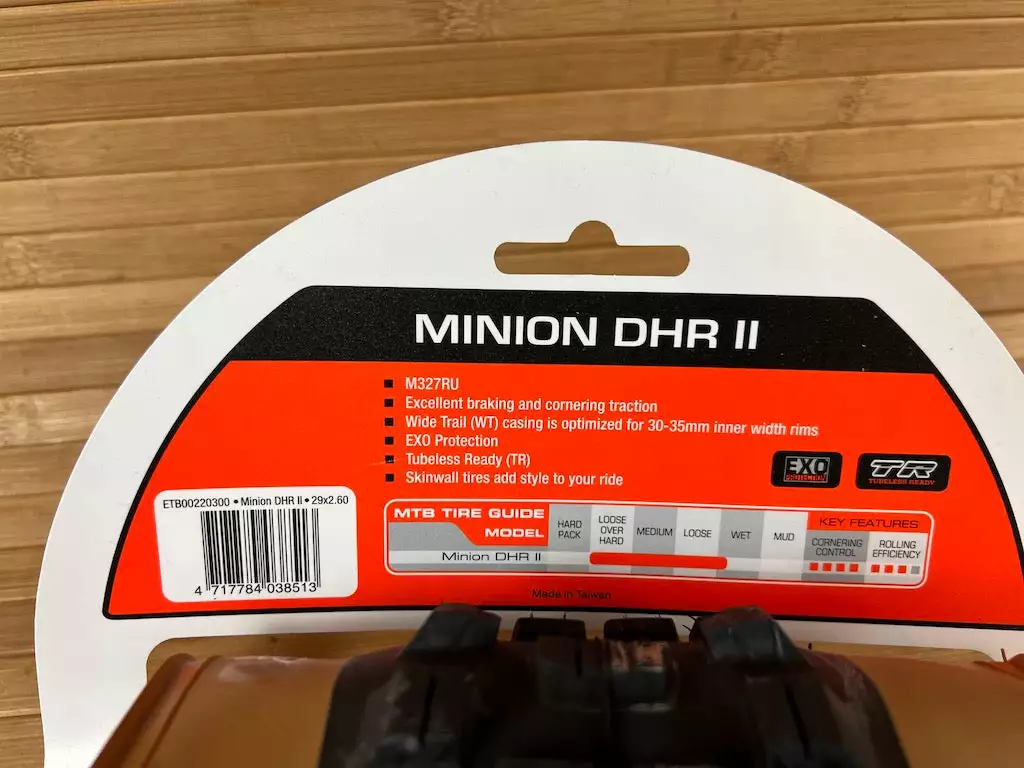 MINION DHR II
M327RU
Excellent braking and cornering traction
Wide Trail (WT) casing is optimized for 30-35mm inner width rims
EXO Protection
Tubeless Ready (TR)
Skinwall tires add style to your ride
EXO
PROTECTION
TR
TUBELESS READY
ETB00220300 • Minion DHR II • 29x2.60
4 717784 038513
MTB TIRE GUIDE
MODEL
HARD
PACK
LOOSE
OVER
HARD
MEDIUM
LOOSE
WET
MUD
KEY FEATURES
CORNERING
CONTROL
ROLLING
EFFICIENCY
Minion DHR II
Made in Taiwan